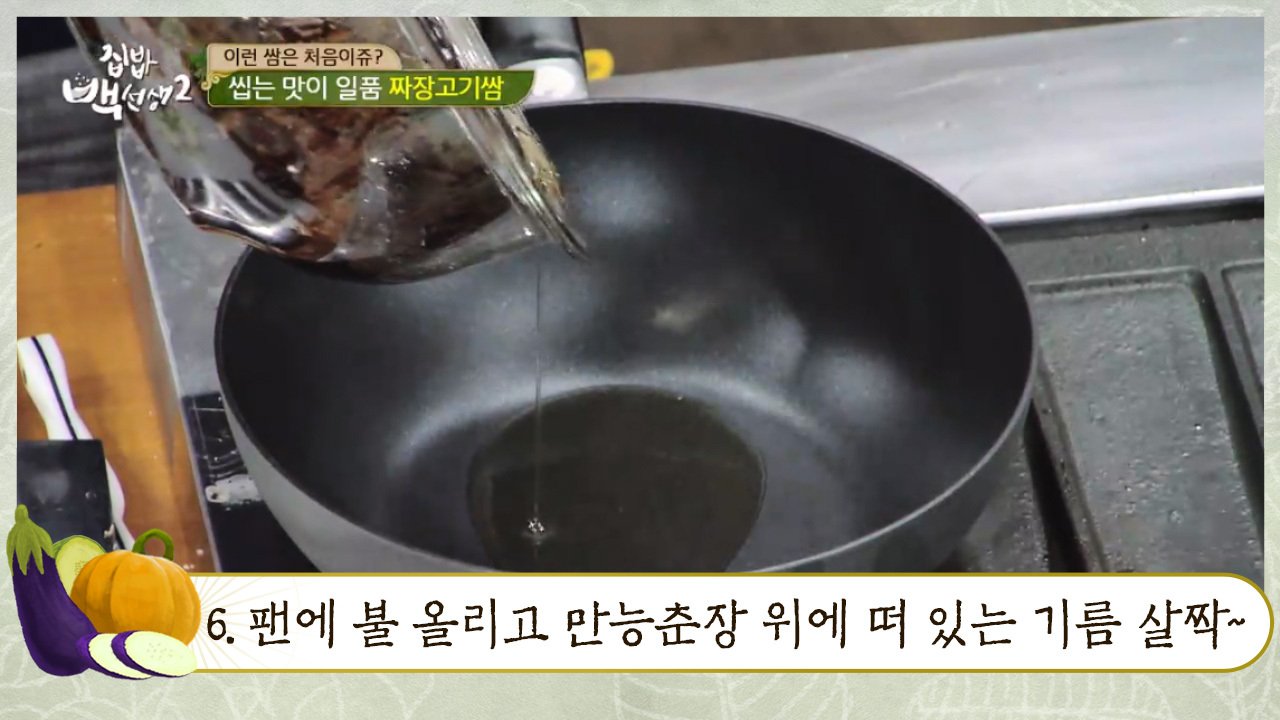 집밥
백선생2
이런 쌈은 처음이쥬?
씹는 맛이 일품 짜장고기쌈
6. 팬에 불 올리고 만능춘장 위에 떠 있는 기름 살짝~